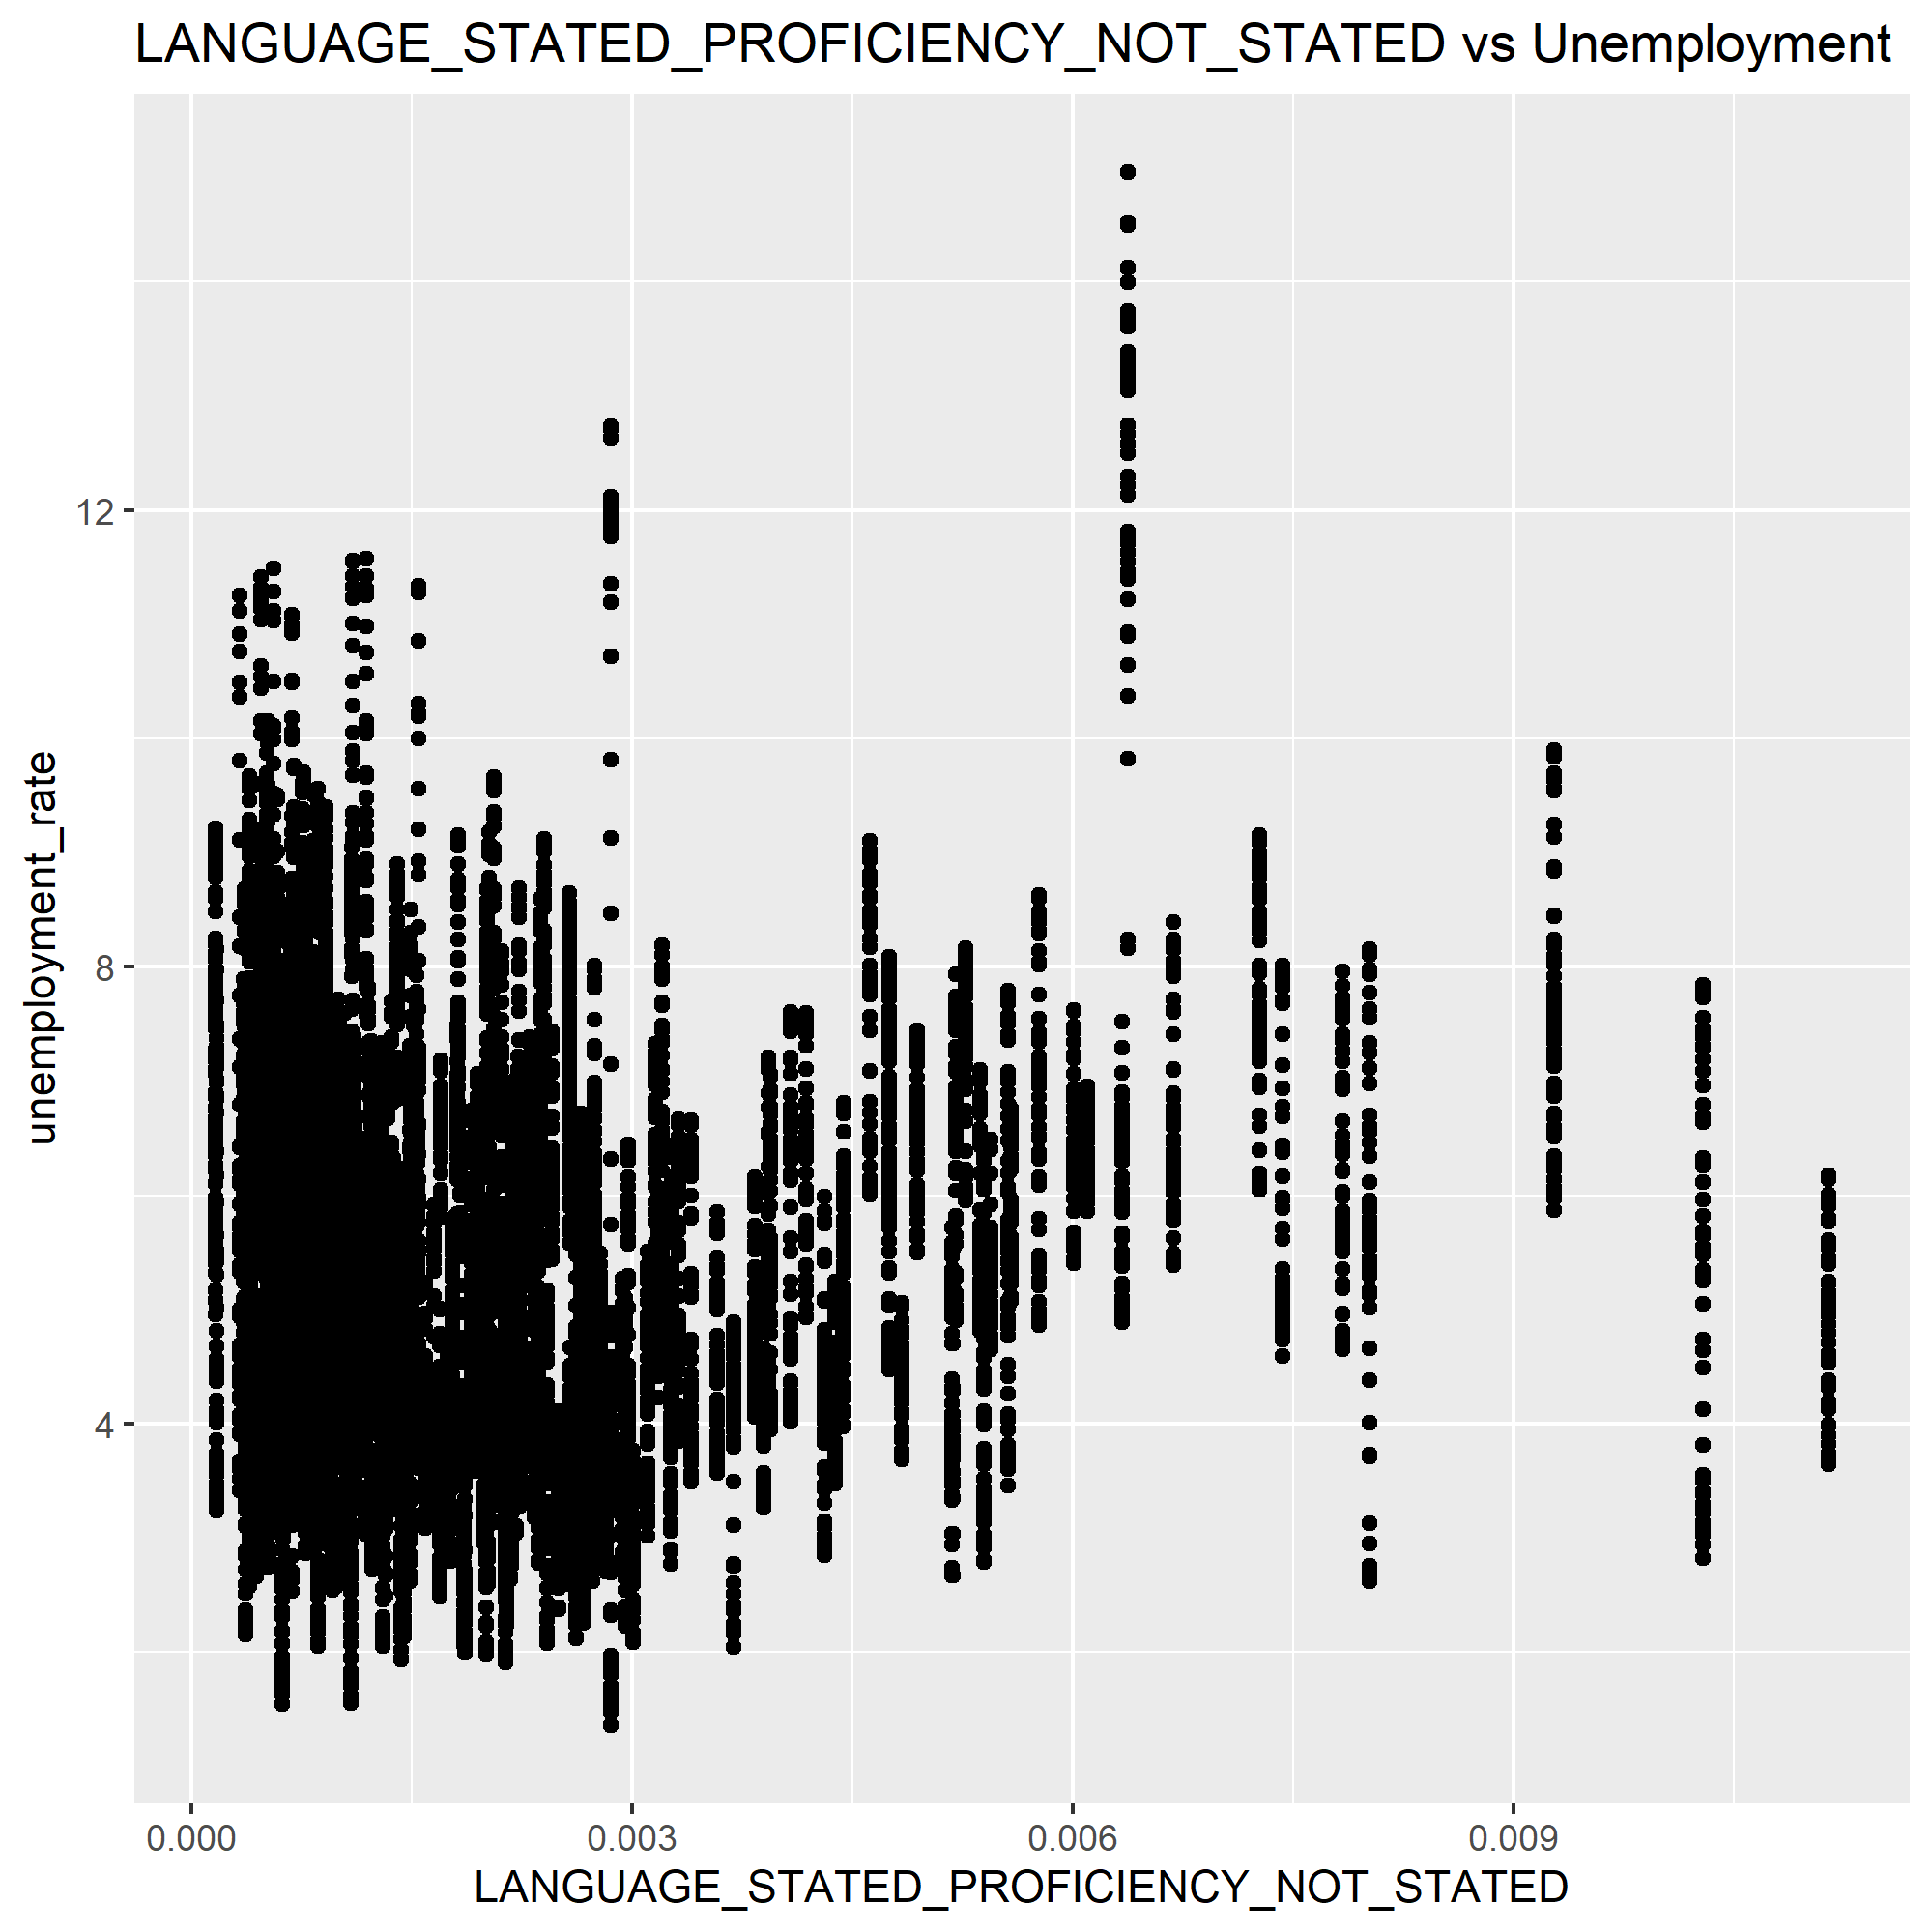 LANGUAGE_STATED_PROFICIENCY_NOT_STATED vs Unemployment
unemployment_rate
12
8
4
0.000
0.003
0.006
0.009
LANGUAGE_STATED_PROFICIENCY_NOT_STATED